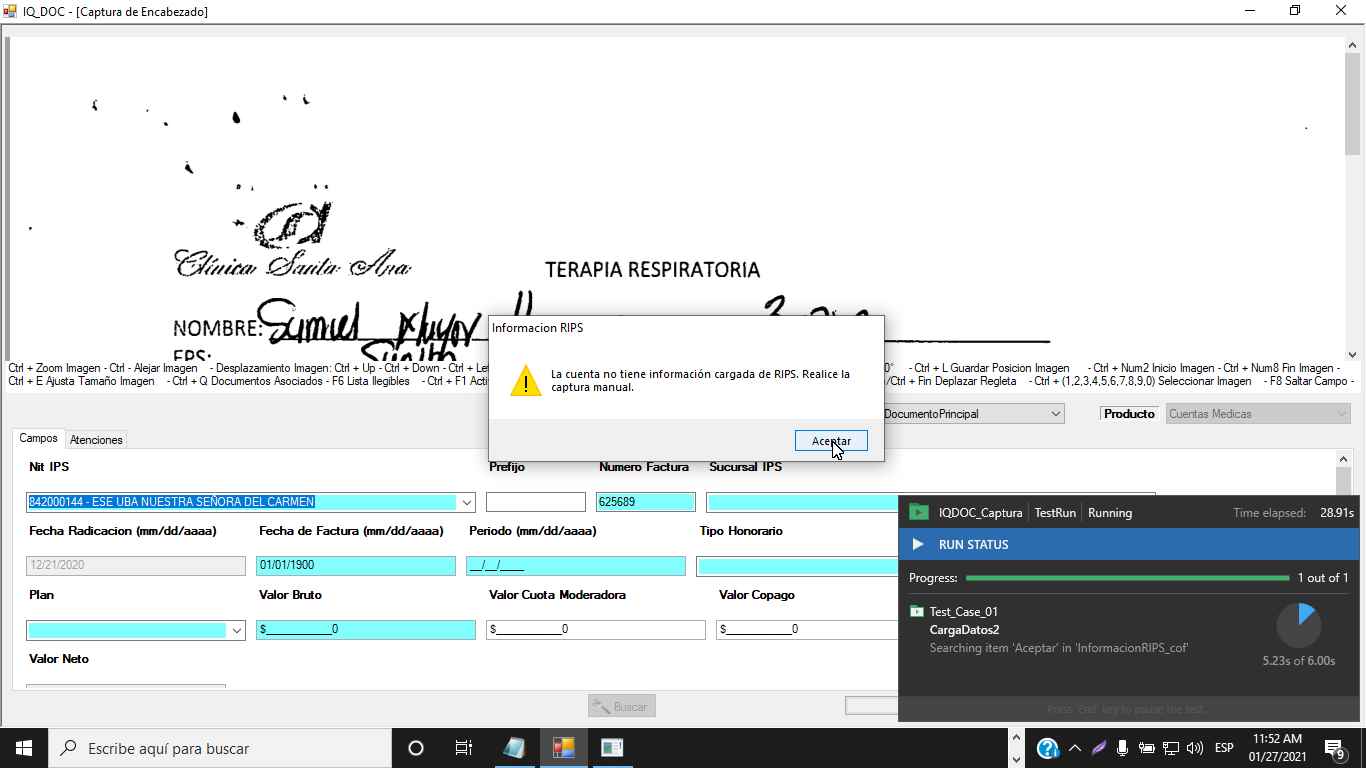 IQ_DOC - [Captura de Encabezado]
Clínica Santa Ana
TERAPIA RESPIRATORIA
NOMBRE:
EPS:
Ctrl + Zoom Imagen - Ctrl - Alejar Imagen - Desplazamiento Imagen: Ctrl + Up - Ctrl + Down - Ctrl + Le
0" - Ctrl + L Guardar Posicion Imagen - Ctrl + Num2 Inicio Imagen - Ctrl + Num8 Fin Imagen -
Ctrl + E Ajusta Tamaño Imagen - Ctrl + Q Documentos Asociados - F6 Lista Ilegibles - Ctrl + F1 Acti
/Ctrl + Fin Deplazar Regleta - Ctrl + (1,2,3,4,5,6,7,8,9,0) Seleccionar Imagen - F8 Saltar Campo -
Informacion RIPS
La cuenta no tiene información cargada de RIPS. Realice la
captura manual.
Aceptar
DocumentoPrincipal
Producto
Cuentas Medicas
Campos
Atenciones
Nit IPS
Prefijo
Numero Factura
Sucursal IPS
842000144 - ESE UBA NUESTRA SEÑORA DEL CARMEN
625689
Fecha Radicacion (mm/dd/aaaa)
Fecha de Factura (mm/dd/aaaa)
Periodo (mm/dd/aaaa)
Tipo Honorario
12/21/2020
01/01/1900
__/__/____
Plan
Valor Bruto
Valor Cuota Moderadora
Valor Copago
$___________0
$___________0
$___________0
Valor Neto
Buscar
IQDOC_Captura
TestRun
Running
Time elapsed: 28.91s
RUN STATUS
Progress:
1 out of 1
Test_Case_01
CargaDatos2
Searching item 'Aceptar' in 'InformacionRIPS_cof'
5.23s of 6.00s
Press 'End' key to pause the test.
Escribe aquí para buscar
ESP
11:52 AM
01/27/2021
9